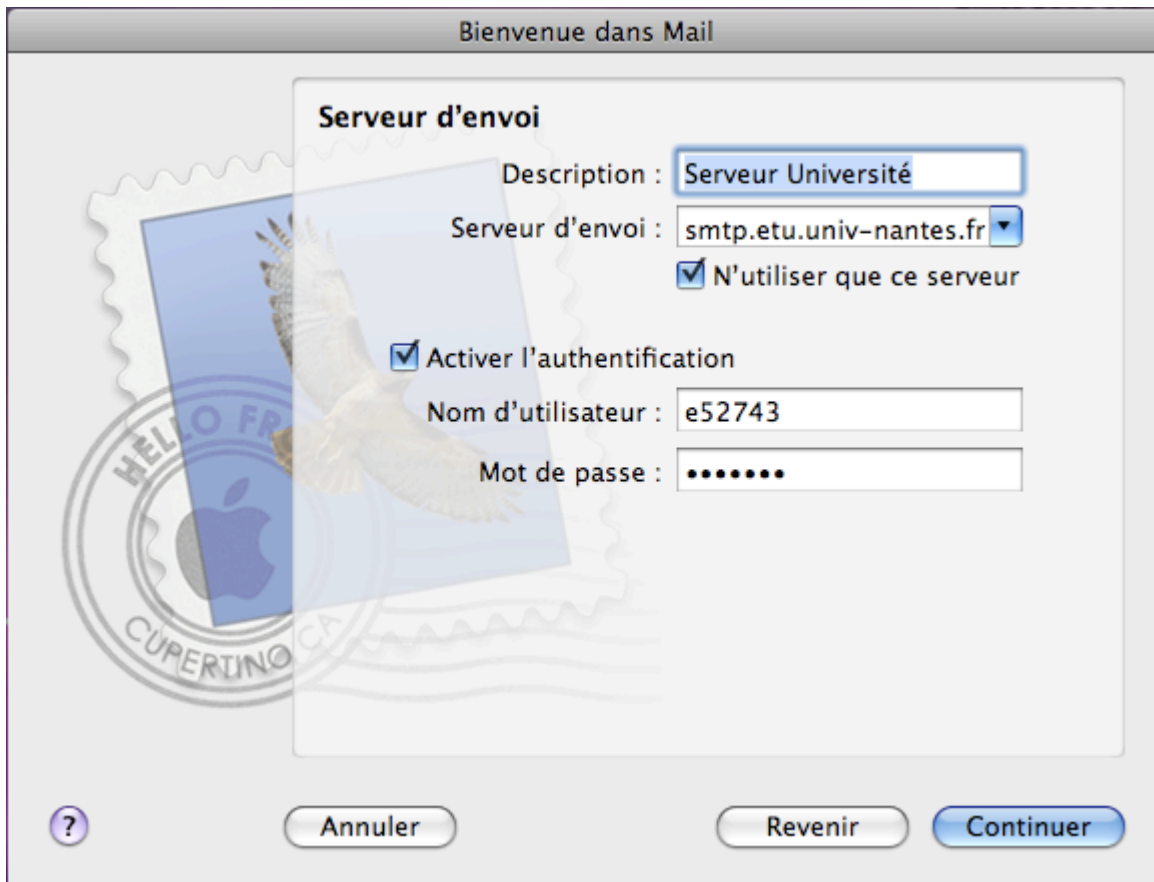 Bienvenue dans Mail
Serveur d'envoi
Description : Serveur Université
Serveur d'envoi : smtp.etu.univ-nantes.fr
N'utiliser que ce serveur
Activer l'authentification
Nom d'utilisateur : e52743
Mot de passe : •••••••
HELLO FR
CUPERTINO CA
? Annuler Revenir Continuer